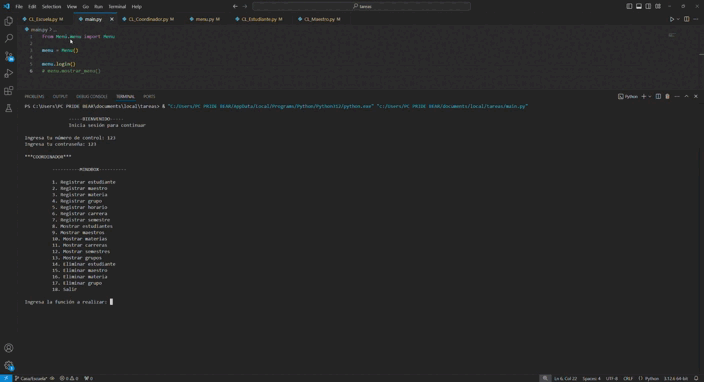 File Edit Selection View Go Run Terminal Help
tareas
CL_Escuela.py M
main.py
CL_Coordinador.py M
menu.py M
CL_Estudiante.py M
CL_Maestro.py M
main.py
1 from Menú.menu import Menu
2
3 menu = Menu()
4
5 menu.login()
6 # menu.mostrar_menu()
PROBLEMS OUTPUT DEBUG CONSOLE TERMINAL PORTS
Python
PS C:\Users\PC PRIDE BEAR\documents\local\tareas> & "C:/Users/PC PRIDE BEAR/AppData/Local/Programs/Python/Python312/python.exe" "c:/Users/PC PRIDE BEAR/documents/local/tareas/main.py"
-----BIENVENIDO-----
Inicia sesión para continuar
Ingresa tu número de control: 123
Ingresa tu contraseña: 123
***COORDINADOR***
----------MINDBOX----------
1. Registrar estudiante
2. Registrar maestro
3. Registrar materia
4. Registrar grupo
5. Registrar horario
6. Registrar carrera
7. Registrar semestre
8. Mostrar estudiantes
9. Mostrar maestros
10. Mostrar materias
11. Mostrar carreras
12. Mostrar semestres
13. Mostrar grupos
14. Eliminar estudiante
15. Eliminar maestro
16. Eliminar materia
17. Eliminar grupo
18. Salir
Ingresa la función a realizar:
Casa/Escuela* 6 0 0 Ln 6, Col 22 Spaces: 4 UTF-8 CRLF Python 3.12.6 64-bit